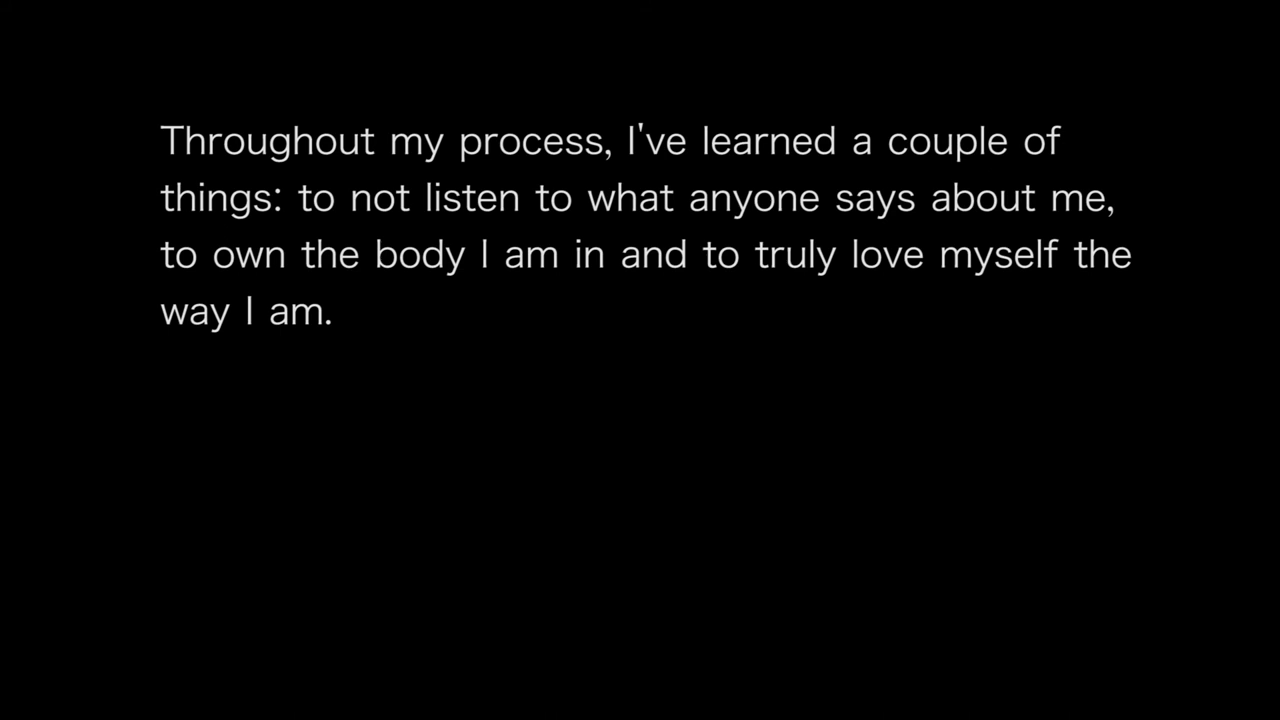 Throughout my process, I've learned a couple of
things: to not listen to what anyone says about me,
to own the body I am in and to truly love myself the
way I am.